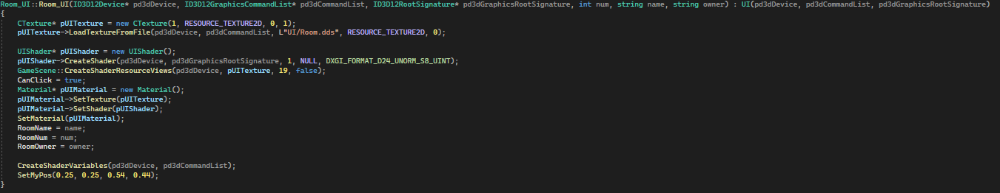 Room_UI::Room_UI(ID3D12Device* pd3dDevice, ID3D12GraphicsCommandList* pd3dCommandList, ID3D12RootSignature* pd3dGraphicsRootSignature, int num, string name, string owner) : UI(pd3dDevice, pd3dCommandList, pd3dGraphicsRootSignature)
{
CTexture* pUITexture = new CTexture(1, RESOURCE_TEXTURE2D, 0, 1);
pUITexture->LoadTextureFromFile(pd3dDevice, pd3dCommandList, L"UI/Room.dds", RESOURCE_TEXTURE2D, 0);
UIShader* pUIShader = new UIShader();
pUIShader->CreateShader(pd3dDevice, pd3dGraphicsRootSignature, 1, NULL, DXGI_FORMAT_D24_UNORM_S8_UINT);
GameScene::CreateShaderResourceViews(pd3dDevice, pUITexture, 19, false);
CanClick = true;
Material* pUIMaterial = new Material();
pUIMaterial->SetTexture(pUITexture);
pUIMaterial->SetShader(pUIShader);
SetMaterial(pUIMaterial);
RoomName = name;
RoomNum = num;
RoomOwner = owner;
CreateShaderVariables(pd3dDevice, pd3dCommandList);
SetMyPos(0.25, 0.25, 0.54, 0.44);
}